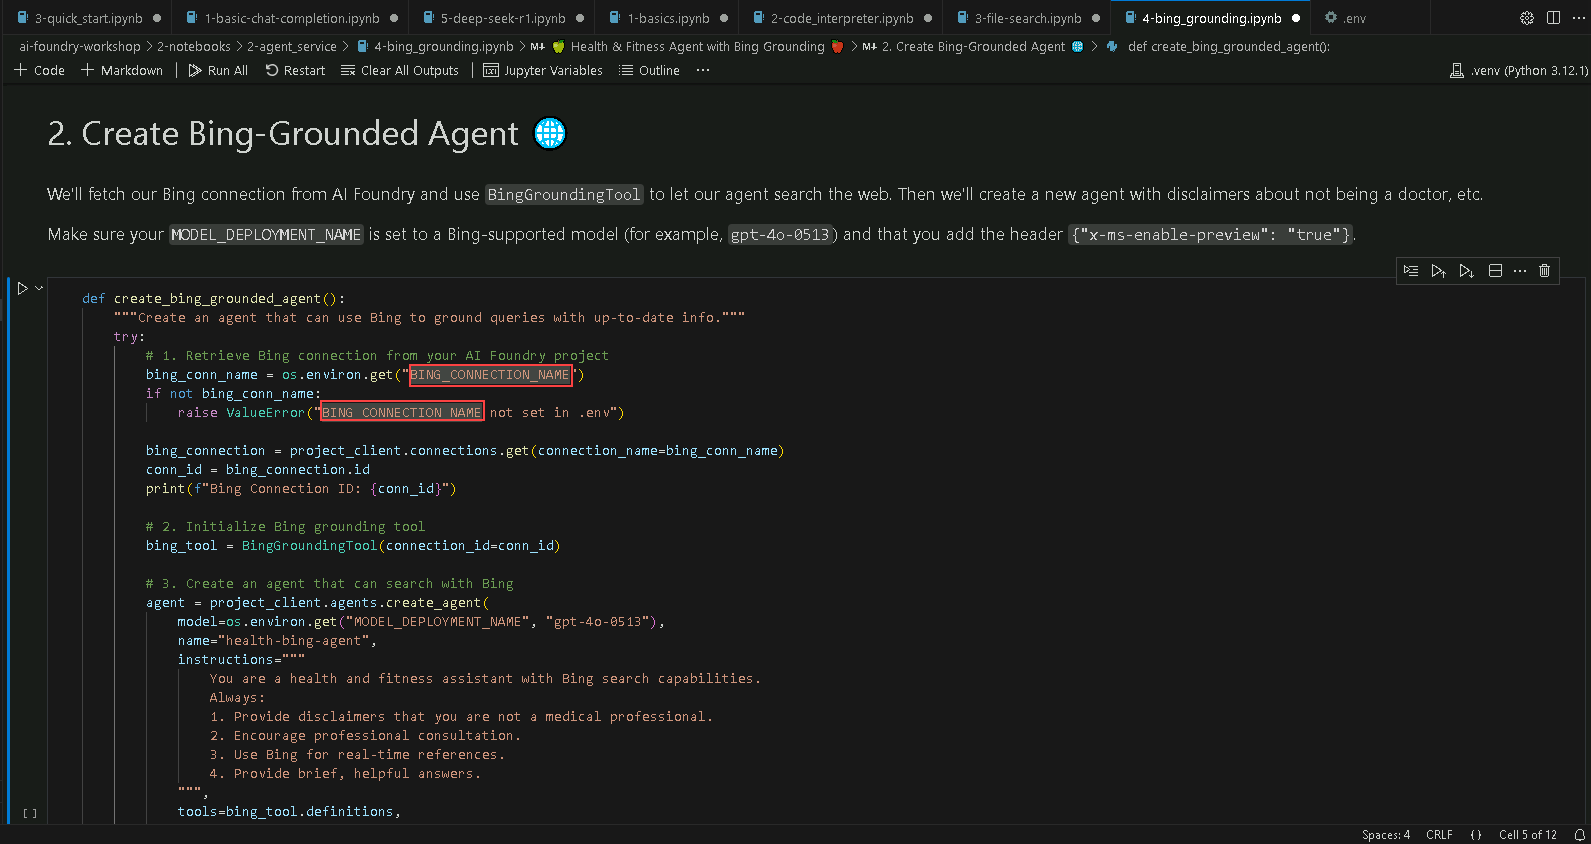 3-quick_start.ipynb
1-basic-chat-completion.ipynb
5-deep-seek-r1.ipynb
1-basics.ipynb
2-code_interpreter.ipynb
3-file-search.ipynb
4-bing_grounding.ipynb
.env
ai-foundry-workshop > 2-notebooks > 2-agent_service > 4-bing_grounding.ipynb > M↓ 🍏 Health & Fitness Agent with Bing Grounding 🍎 > M↓ 2. Create Bing-Grounded Agent 🌐 > def create_bing_grounded_agent():
+ Code + Markdown | Run All Restart Clear All Outputs | Jupyter Variables Outline ···
.venv (Python 3.12.1)
2. Create Bing-Grounded Agent 🌐
We'll fetch our Bing connection from AI Foundry and use BingGroundingTool to let our agent search the web. Then we'll create a new agent with disclaimers about not being a doctor, etc.
Make sure your MODEL_DEPLOYMENT_NAME is set to a Bing-supported model (for example, gpt-4o-0513) and that you add the header {"x-ms-enable-preview": "true"}.
def create_bing_grounded_agent():
"""Create an agent that can use Bing to ground queries with up-to-date info."""
try:
# 1. Retrieve Bing connection from your AI Foundry project
bing_conn_name = os.environ.get("BING_CONNECTION_NAME")
if not bing_conn_name:
raise ValueError("BING_CONNECTION_NAME not set in .env")
bing_connection = project_client.connections.get(connection_name=bing_conn_name)
conn_id = bing_connection.id
print(f"Bing Connection ID: {conn_id}")
# 2. Initialize Bing grounding tool
bing_tool = BingGroundingTool(connection_id=conn_id)
# 3. Create an agent that can search with Bing
agent = project_client.agents.create_agent(
model=os.environ.get("MODEL_DEPLOYMENT_NAME", "gpt-4o-0513"),
name="health-bing-agent",
instructions="""
You are a health and fitness assistant with Bing search capabilities.
Always:
1. Provide disclaimers that you are not a medical professional.
2. Encourage professional consultation.
3. Use Bing for real-time references.
4. Provide brief, helpful answers.
""",
[ ]
tools=bing_tool.definitions,
Spaces: 4 CRLF {} Cell 5 of 12